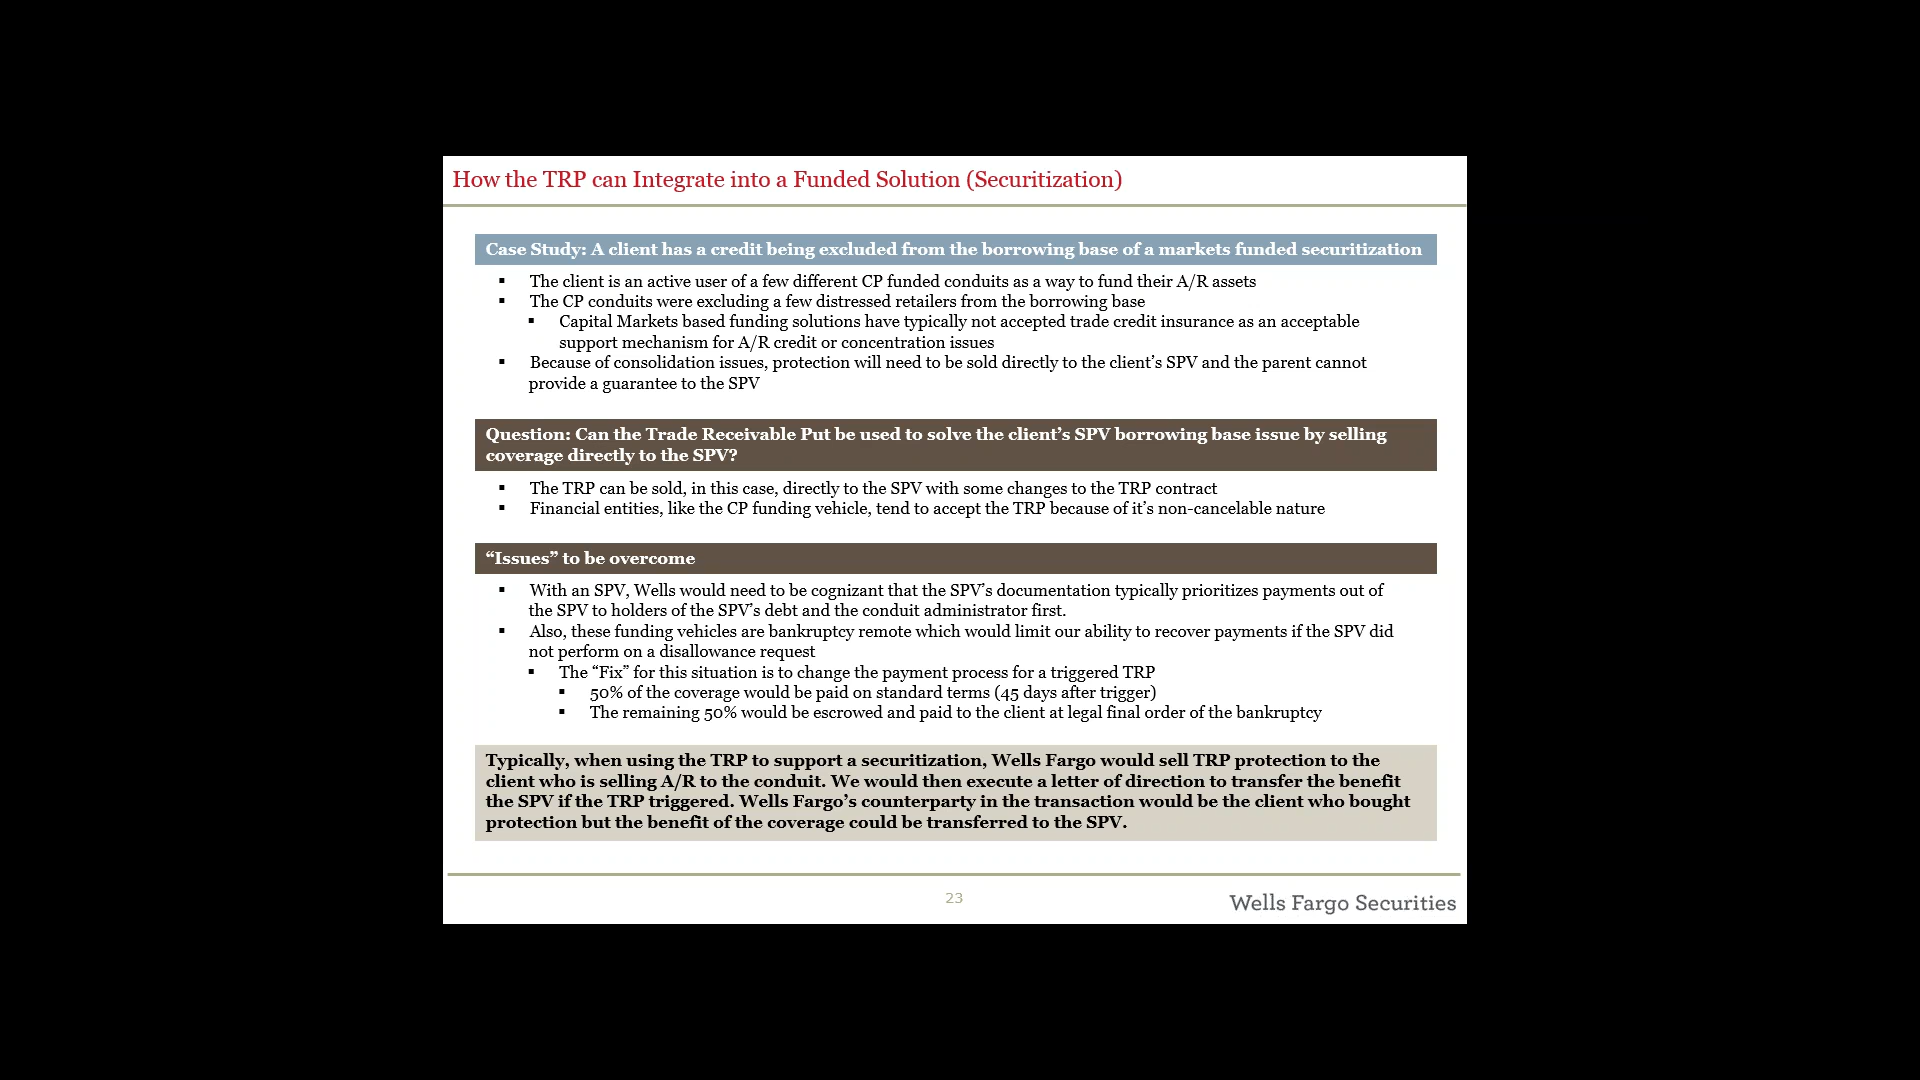 How the TRP can Integrate into a Funded Solution (Securitization)
Case Study: A client has a credit being excluded from the borrowing base of a markets funded securitization
▪ The client is an active user of a few different CP funded conduits as a way to fund their A/R assets
▪ The CP conduits were excluding a few distressed retailers from the borrowing base
▪ Capital Markets based funding solutions have typically not accepted trade credit insurance as an acceptable
support mechanism for A/R credit or concentration issues
▪ Because of consolidation issues, protection will need to be sold directly to the client's SPV and the parent cannot
provide a guarantee to the SPV
Question: Can the Trade Receivable Put be used to solve the client's SPV borrowing base issue by selling
coverage directly to the SPV?
▪ The TRP can be sold, in this case, directly to the SPV with some changes to the TRP contract
▪ Financial entities, like the CP funding vehicle, tend to accept the TRP because of it's non-cancelable nature
“Issues” to be overcome
▪ With an SPV, Wells would need to be cognizant that the SPV's documentation typically prioritizes payments out of
the SPV to holders of the SPV's debt and the conduit administrator first.
▪ Also, these funding vehicles are bankruptcy remote which would limit our ability to recover payments if the SPV did
not perform on a disallowance request
▪ The “Fix” for this situation is to change the payment process for a triggered TRP
▪ 50% of the coverage would be paid on standard terms (45 days after trigger)
▪ The remaining 50% would be escrowed and paid to the client at legal final order of the bankruptcy
Typically, when using the TRP to support a securitization, Wells Fargo would sell TRP protection to the
client who is selling A/R to the conduit. We would then execute a letter of direction to transfer the benefit
the SPV if the TRP triggered. Wells Fargo's counterparty in the transaction would be the client who bought
protection but the benefit of the coverage could be transferred to the SPV.
23
Wells Fargo Securities